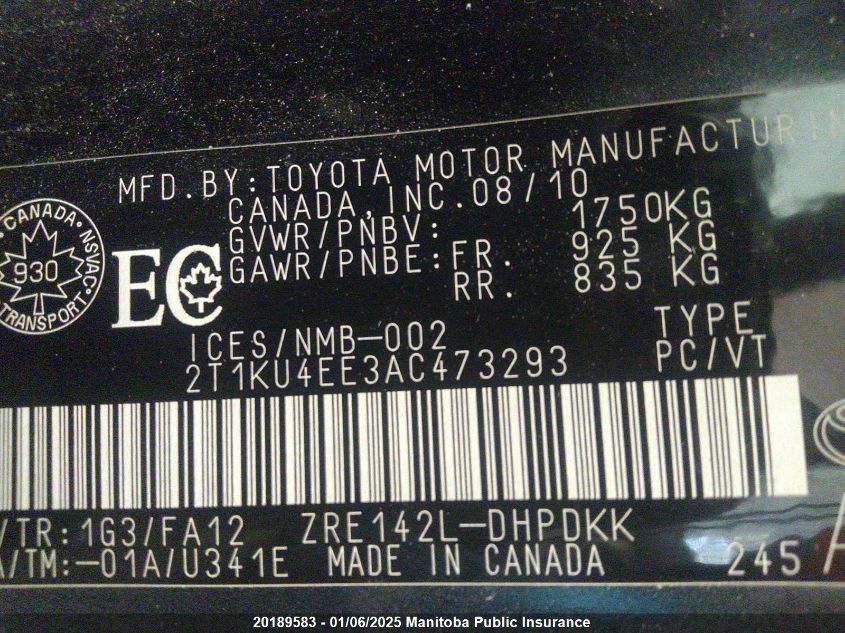 MFD.BY:TOYOTA MOTOR MANUFACTURIN
CANADA,INC.08/10
GVWR/PNBV: 1750KG
GAWR/PNBE:FR. 925 KG
RR. 835 KG
CANADA NSVAC
930
TRANSPORT
EC
ICES/NMB-002
TYPE
2T1KU4EE3AC473293
PC/VT
/TR:1G3/FA12 ZRE142L-DHPDKK
A/TM:-01A/U341E MADE IN CANADA 245
A
20189583 - 01/06/2025 Manitoba Public Insurance